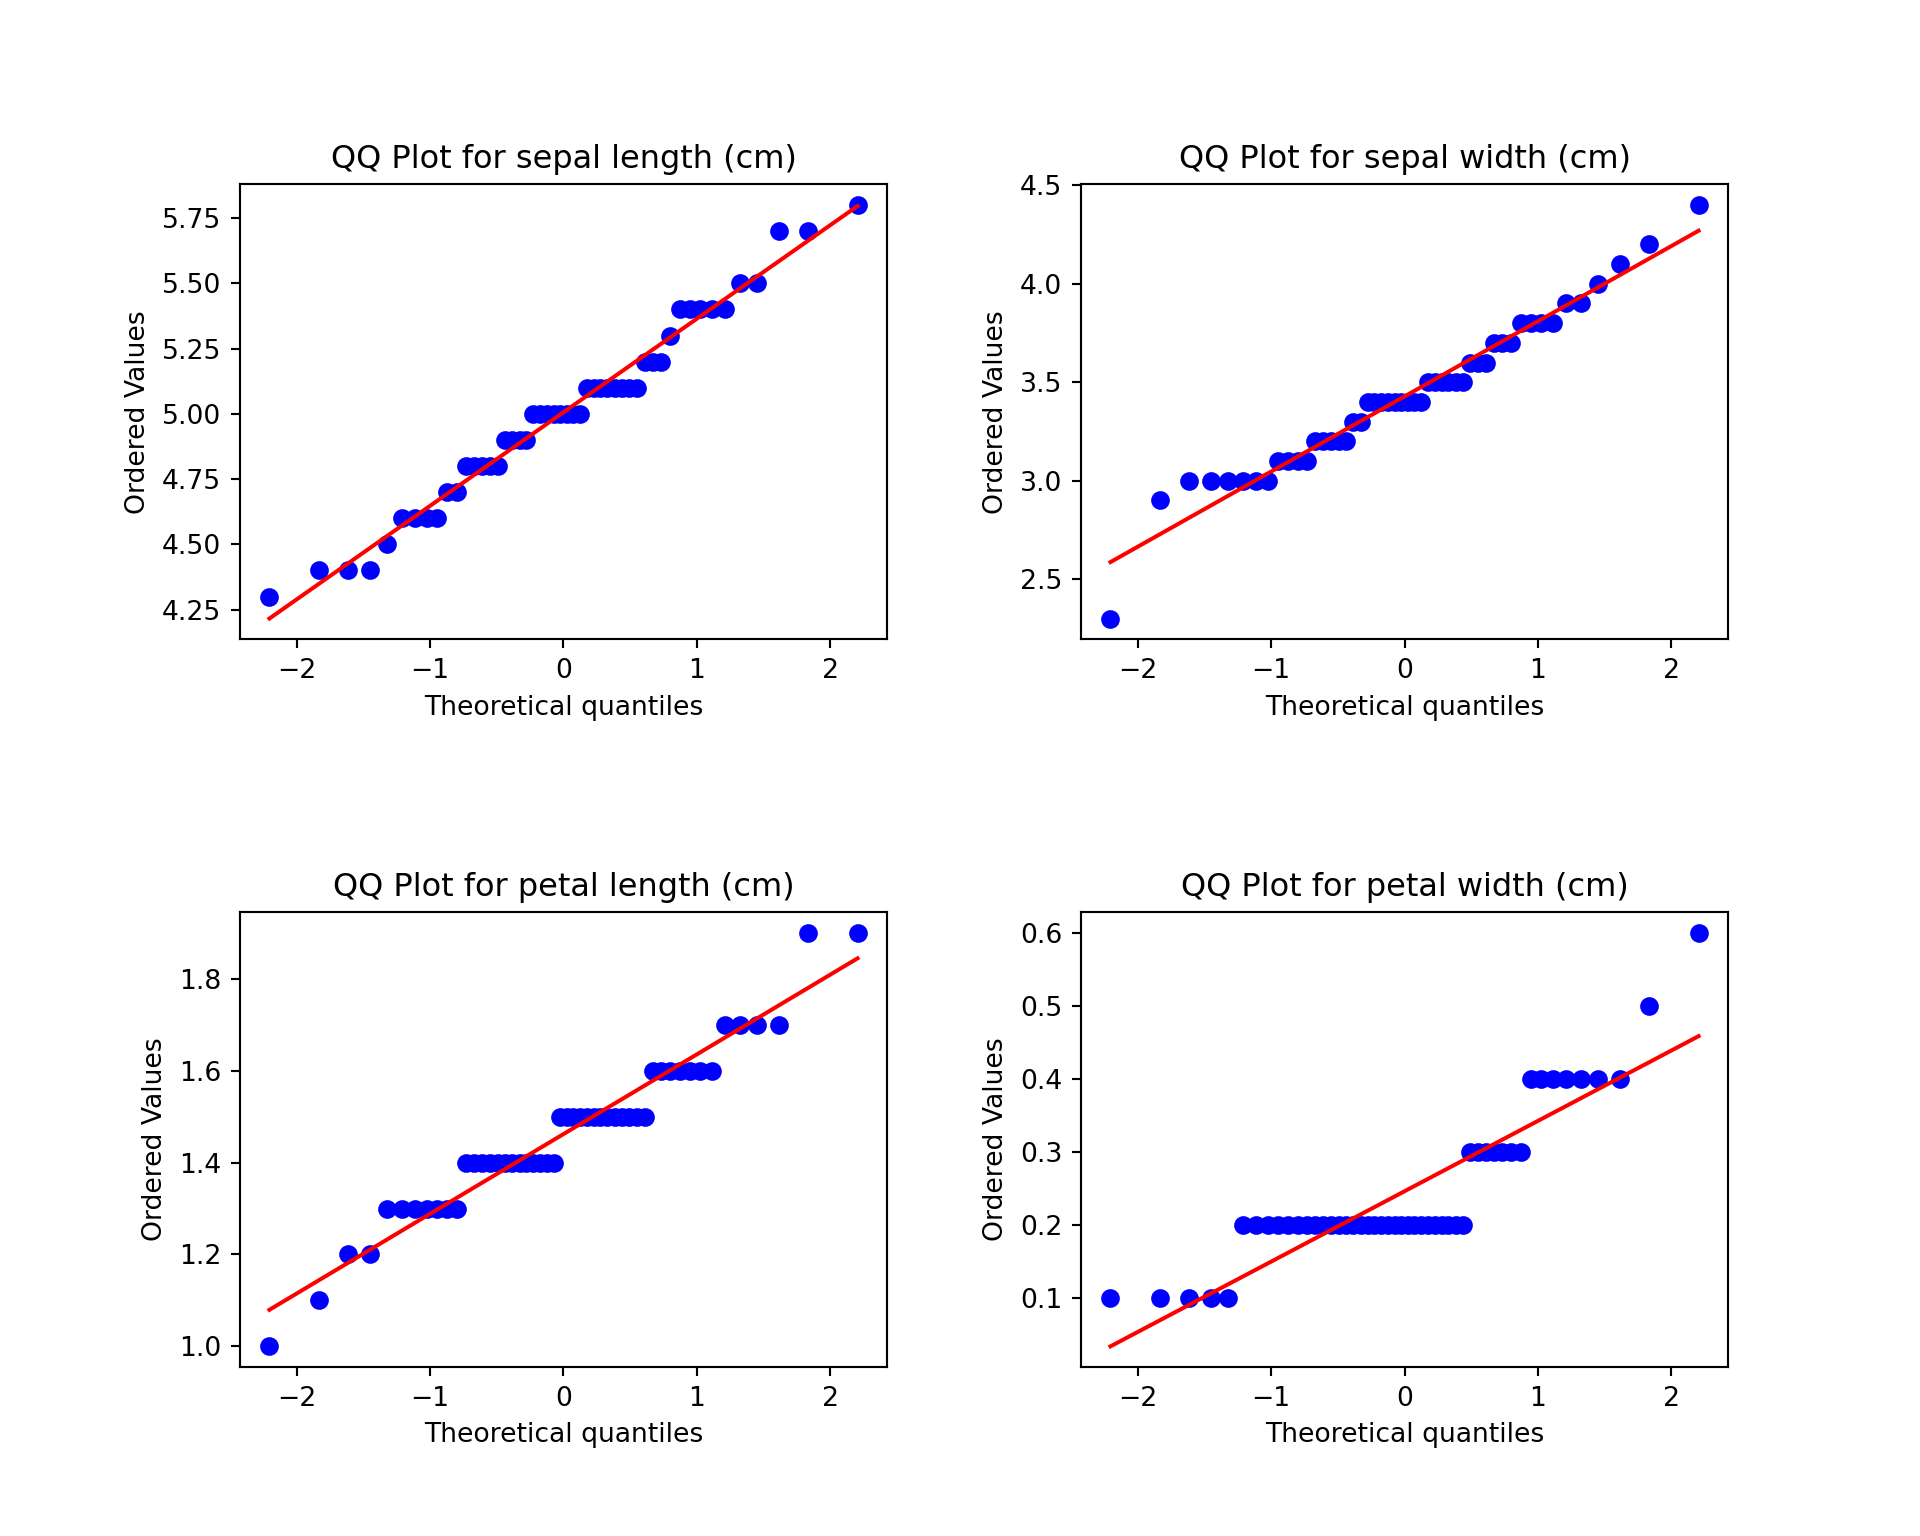 QQ Plot for sepal length (cm)
5.75
5.50
5.25
5.00
4.75
4.50
4.25
Ordered Values
−2 −1 0 1 2
Theoretical quantiles
QQ Plot for sepal width (cm)
4.5
4.0
3.5
3.0
2.5
Ordered Values
−2 −1 0 1 2
Theoretical quantiles
QQ Plot for petal length (cm)
1.8
1.6
1.4
1.2
1.0
Ordered Values
−2 −1 0 1 2
Theoretical quantiles
QQ Plot for petal width (cm)
0.6
0.5
0.4
0.3
0.2
0.1
Ordered Values
−2 −1 0 1 2
Theoretical quantiles